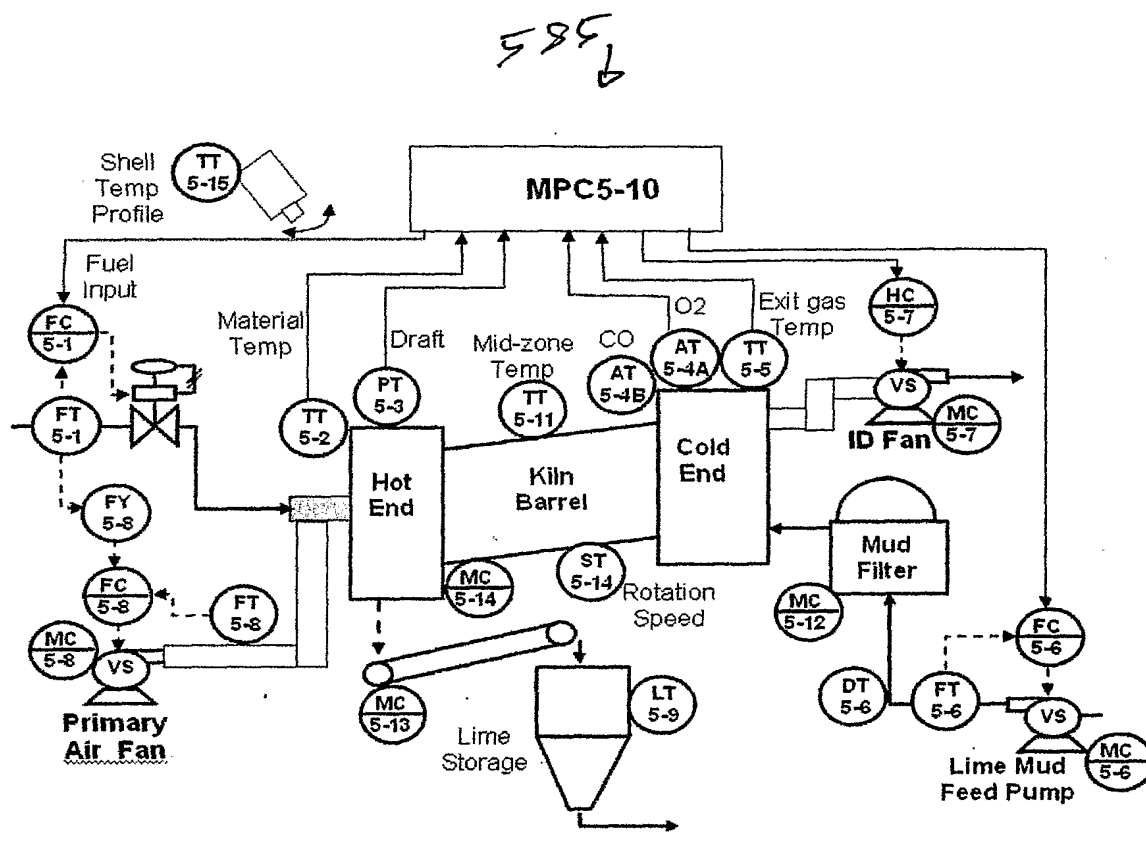 585
MPC5-10
Shell
Temp
Profile
TT
5-15
Fuel
Input
FC
5-1
FT
5-1
FY
5-8
FC
5-8
FT
5-8
MC
5-8
VS
Primary
Air Fan
Material
Temp
TT
5-2
Draft
PT
5-3
Mid-zone
Temp
TT
5-11
CO
AT
5-4B
O2
AT
5-4A
Exit gas
Temp
TT
5-5
HC
5-7
VS
MC
5-7
ID Fan
Hot
End
Kiln
Barrel
Cold
End
MC
5-14
ST
5-14
Rotation
Speed
Mud
Filter
MC
5-12
MC
5-13
Lime
Storage
LT
5-9
DT
5-6
FT
5-6
FC
5-6
VS
MC
5-6
Lime Mud
Feed Pump